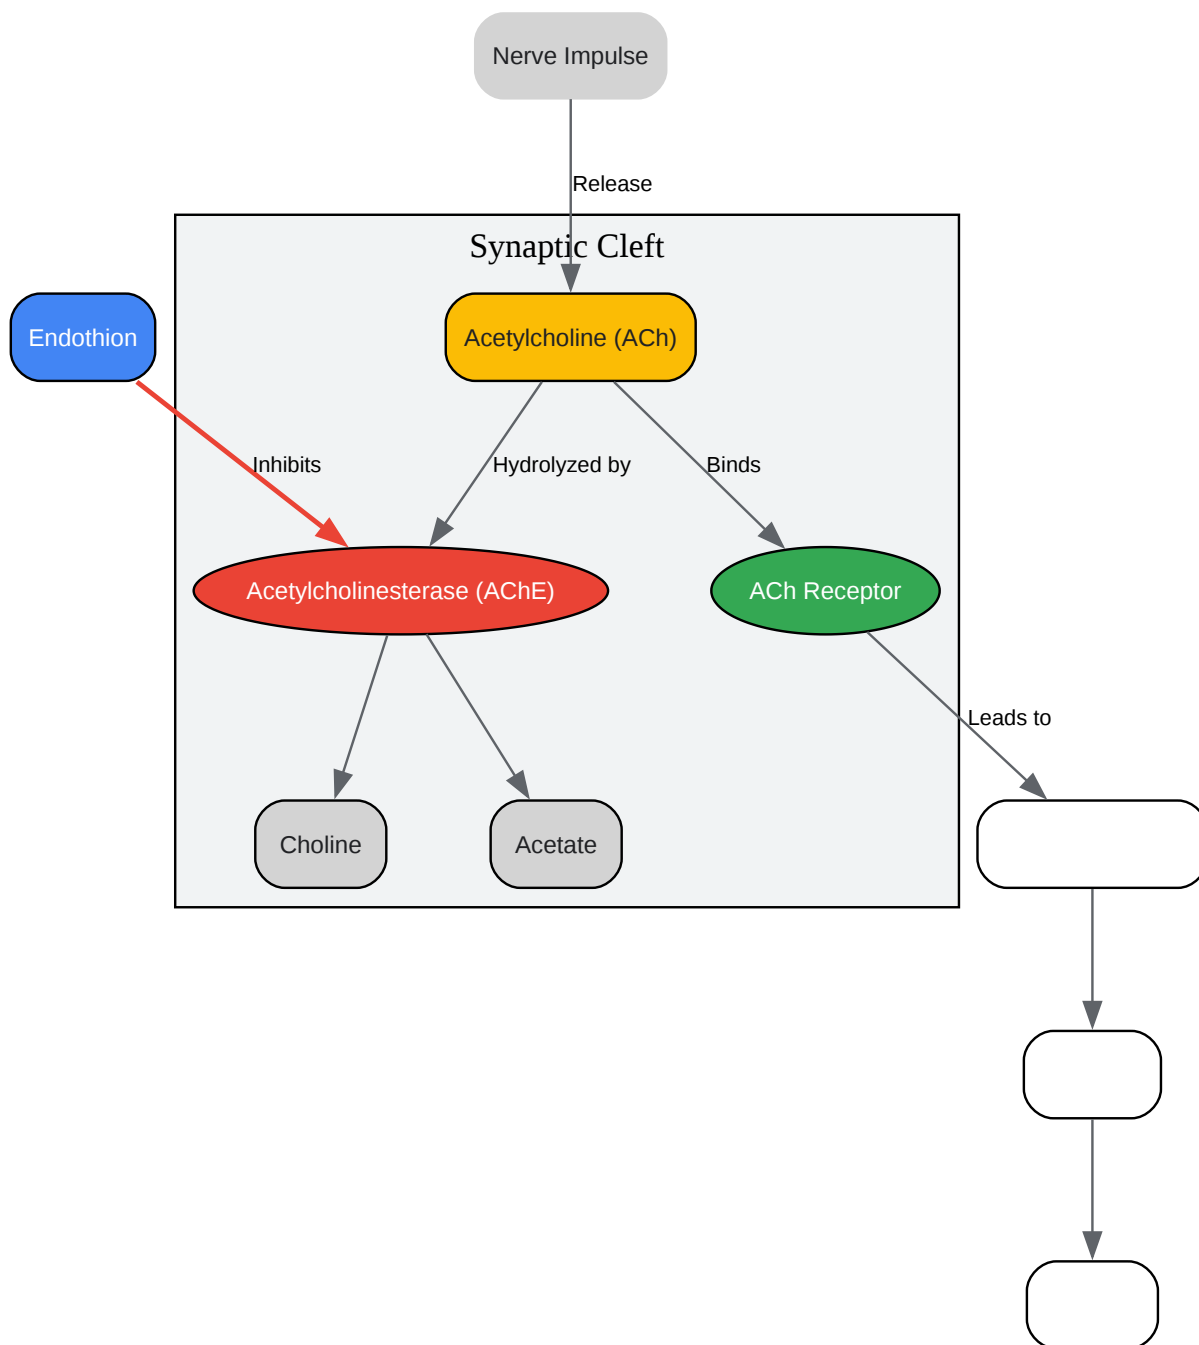 Nerve Impulse
Release
Synaptic Cleft
Endothion
Acetylcholine (ACh)
Inhibits
Hydrolyzed by
Binds
Acetylcholinesterase (AChE)
ACh Receptor
Leads to
Choline
Acetate